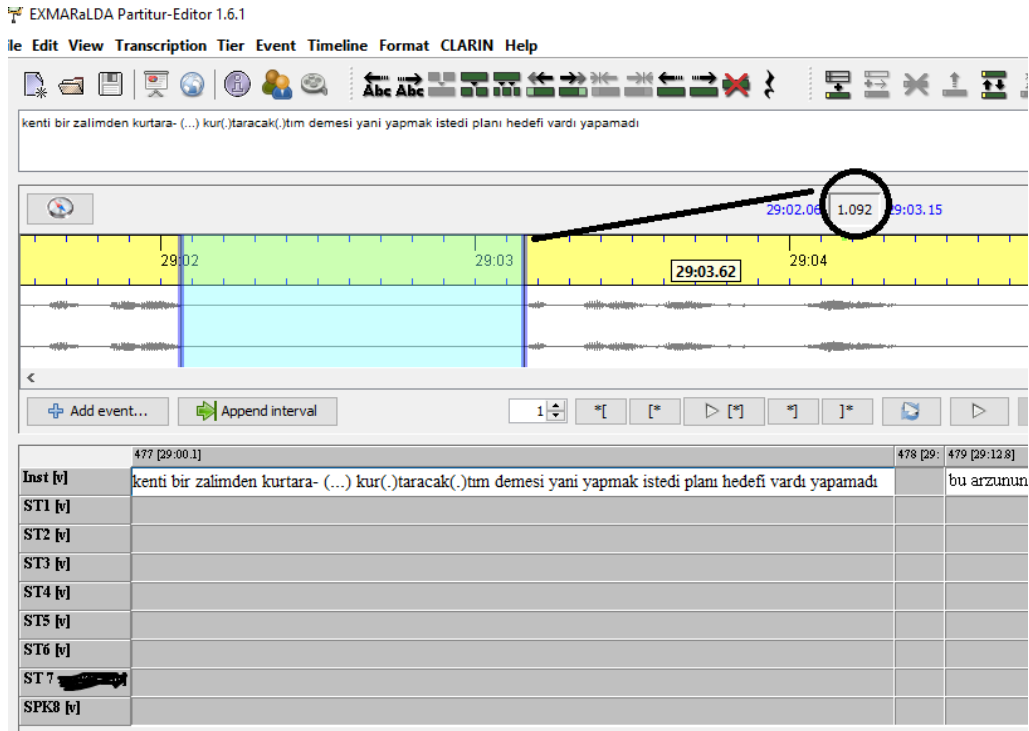 EXMARaLDA Partitur-Editor 1.6.1
ile Edit View Transcription Tier Event Timeline Format CLARIN Help
Abc Abc
kenti bir zalimden kurtara- (...) kur(.)taracak(.)tım demesi yani yapmak istedi planı hedefi vardı yapamadı
29:02.06 1.092 29:03.15
29:02 29:03 29:03.62 29:04
Add event... Append interval 1 *[ [* [*] *] ]*
477 [29:00.1] 478 [29: 479 [29:12.8]
Inst [v] kenti bir zalimden kurtara- (...) kur(.)taracak(.)tım demesi yani yapmak istedi planı hedefi vardı yapamadı bu arzunun
ST1 [v]
ST2 [v]
ST3 [v]
ST4 [v]
ST5 [v]
ST6 [v]
ST 7
SPK8 [v]